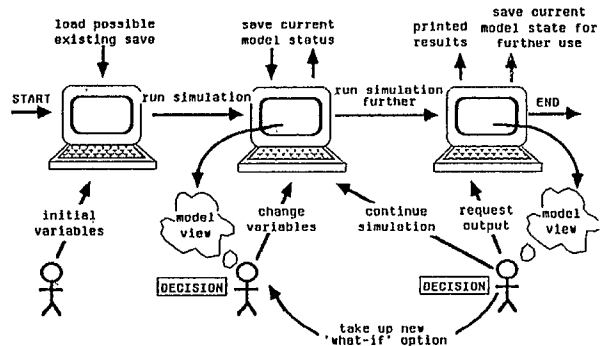 load possible
existing save
save current
model status
printed
results
save current
model state for
further use
START
run simulation
run simulation
further
END
initial
variables
model
view
change
variables
continue
simulation
request
output
model
view
DECISION
DECISION
take up new
'what-if' option